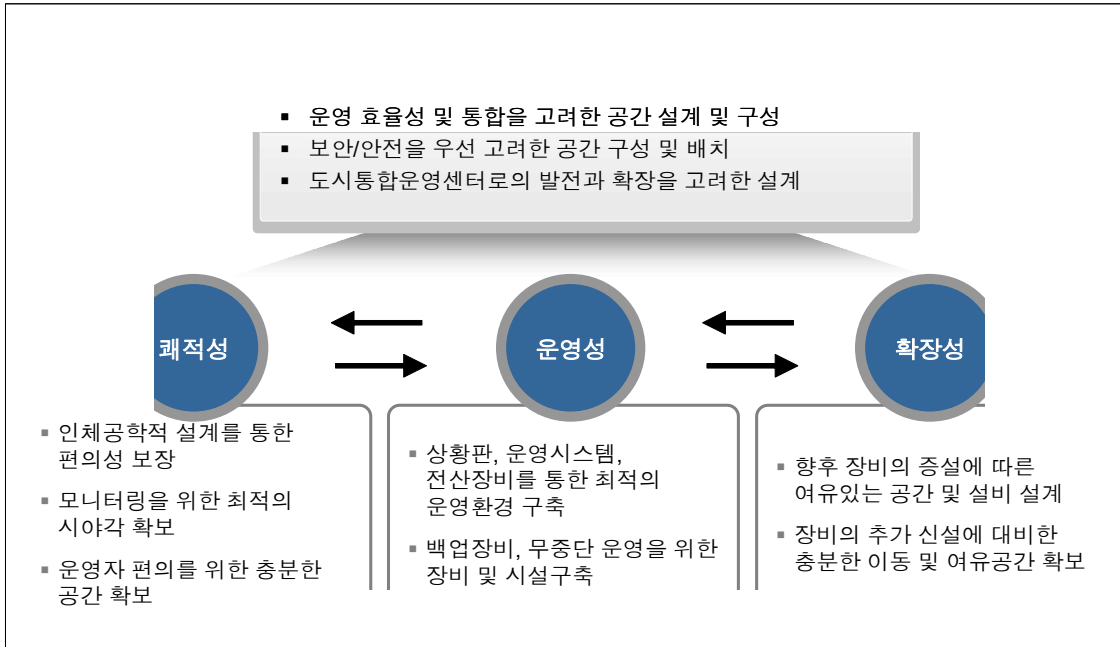 ▪ 운영 효율성 및 통합을 고려한 공간 설계 및 구성
▪ 보안/안전을 우선 고려한 공간 구성 및 배치
▪ 도시통합운영센터로의 발전과 확장을 고려한 설계
쾌적성
운영성
확장성
▪ 인체공학적 설계를 통한
편의성 보장
▪ 모니터링을 위한 최적의
시야각 확보
▪ 운영자 편의를 위한 충분한
공간 확보
▪ 상황판, 운영시스템,
전산장비를 통한 최적의
운영환경 구축
▪ 백업장비, 무중단 운영을 위한
장비 및 시설구축
▪ 향후 장비의 증설에 따른
여유있는 공간 및 설비 설계
▪ 장비의 추가 신설에 대비한
충분한 이동 및 여유공간 확보